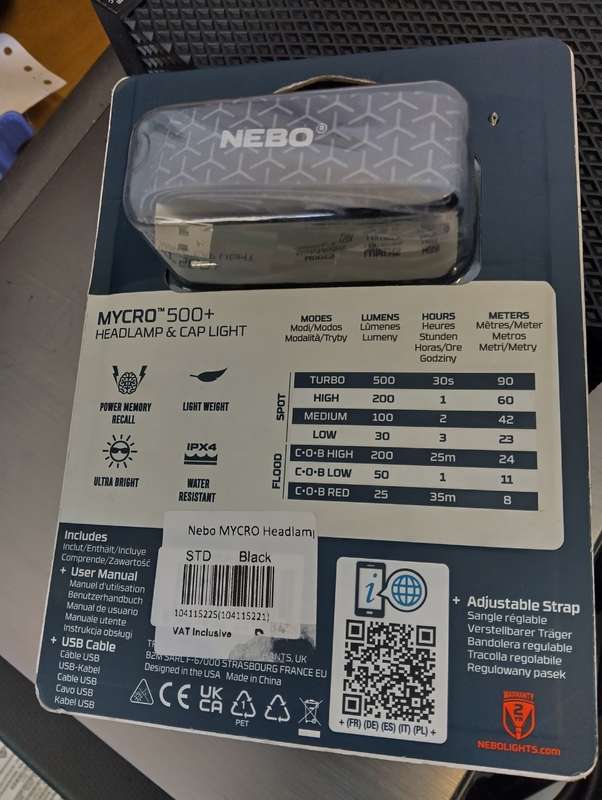 NEBO®
MYCRO™ 500+
HEADLAMP & CAP LIGHT
POWER MEMORY
RECALL
LIGHT WEIGHT
ULTRA BRIGHT
IPX4
WATER
RESISTANT
MODES LUMENS HOURS METERS
Modi/Modos Lúmenes Heures Mètres/Meter
Modalità/Tryby Lumeny Stunden Metros
Horas/Ore Metri/Metry
Godziny
SPOT
TURBO 500 30s 90
HIGH 200 1 60
MEDIUM 100 2 42
LOW 30 3 23
FLOOD
C•O•B HIGH 200 25m 24
C•O•B LOW 50 1 11
C•O•B RED 25 35m 8
Includes
Inclut/Enthält/Incluye
Comprende/Zawartość
+ User Manual
Manuel d'utilisation
Benutzerhandbuch
Manual de usuario
Manuale utente
Instrukcja obsługi
+ USB Cable
Câble USB
USB-Kabel
Cable USB
Cavo USB
Kabel USB
Nebo MYCRO Headlamp
STD Black
104115225(104115221)
VAT Inclusive
ANTS, UK
B2M SARL F-67000 STRASBOURG FRANCE EU
Designed in the USA Made in China
CE UK
CA
1
PET
i
+ (FR) (DE) (ES) (IT) (PL) +
+ Adjustable Strap
Sangle réglable
Verstellbarer Träger
Bandolera regulable
Tracolla regolabile
Regulowany pasek
WARRANTY
2
NEBOLIGHTS.com